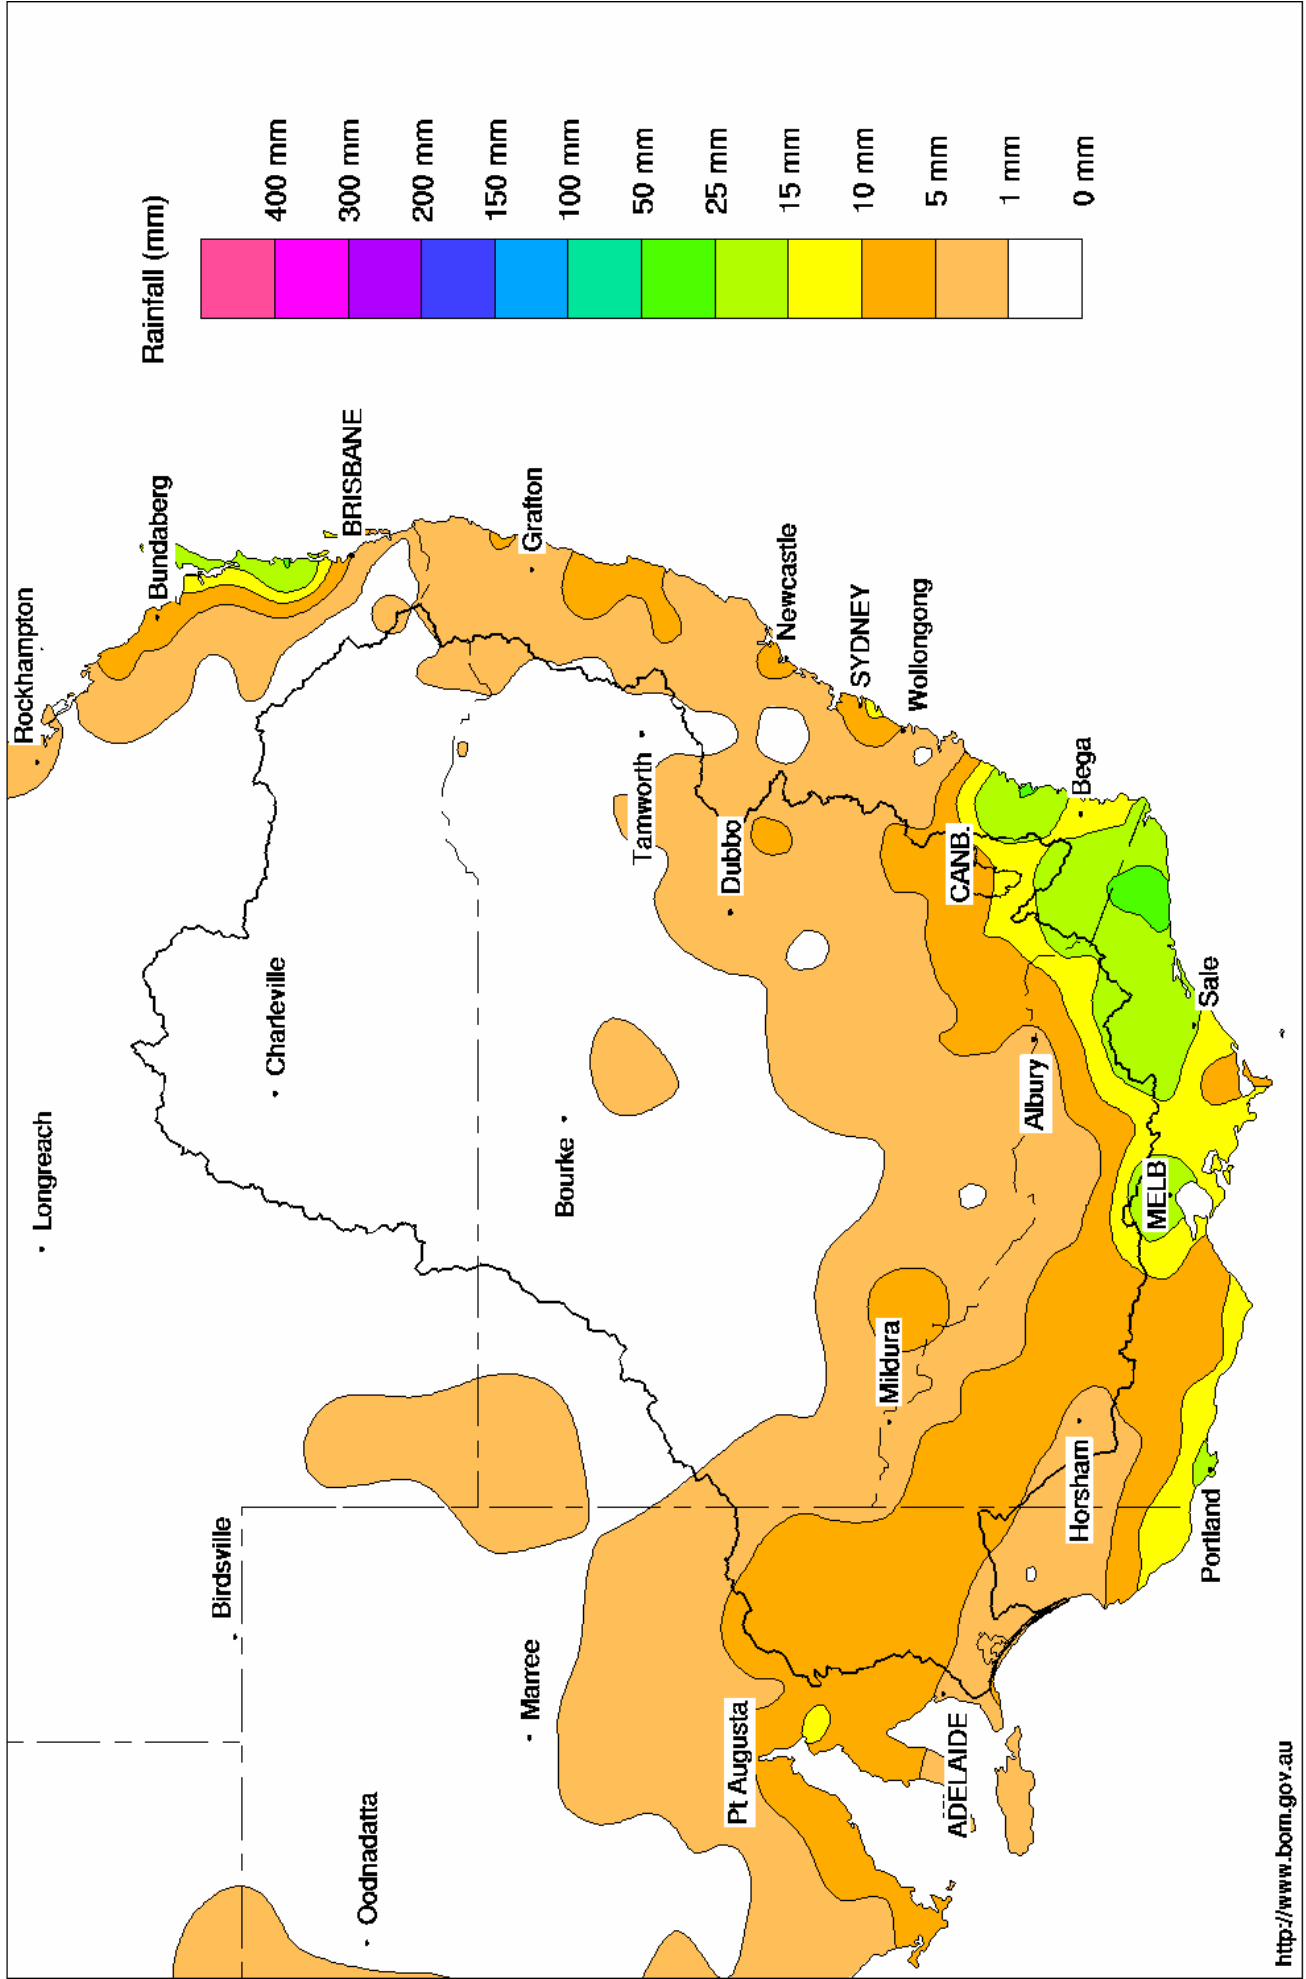 Rainfall (mm)
400 mm
300 mm
200 mm
150 mm
100 mm
50 mm
25 mm
15 mm
10 mm
5 mm
1 mm
0 mm
Rockhampton
Longreach
Bundaberg
BRISBANE
Charleville
Birdsville
Oodnadatta
Grafton
Bourke
Marree
Tamworth
Newcastle
Dubbo
Pt Augusta
SYDNEY
Mildura
Wollongong
CANB.
ADELAIDE
Albury
Bega
Horsham
MELB
Sale
Portland
http://www.bom.gov.au